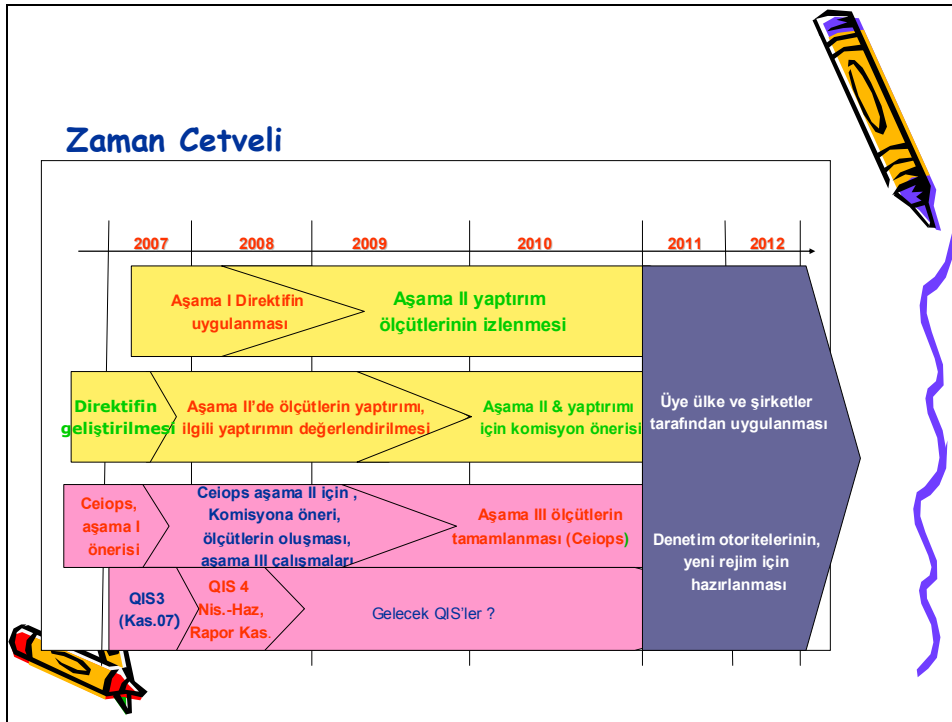 Zaman Cetveli
2007 2008 2009 2010 2011 2012
Aşama I Direktifin
uygulanması
Aşama II yaptırım
ölçütlerinin izlenmesi
Direktifin
geliştirilmesi
Aşama II'de ölçütlerin yaptırımı,
ilgili yaptırımın değerlendirilmesi
Aşama II & yaptırımı
için komisyon önerisi
Ceiops,
aşama I
önerisi
Ceiops aşama II için ,
Komisyona öneri,
ölçütlerin oluşması,
aşama III çalışmaları
Aşama III ölçütlerin
tamamlanması (Ceiops)
QIS3
(Kas.07)
QIS 4
Nis.-Haz,
Rapor Kas.
Gelecek QIS'ler ?
Üye ülke ve şirketler
tarafından uygulanması
Denetim otoritelerinin,
yeni rejim için
hazırlanması